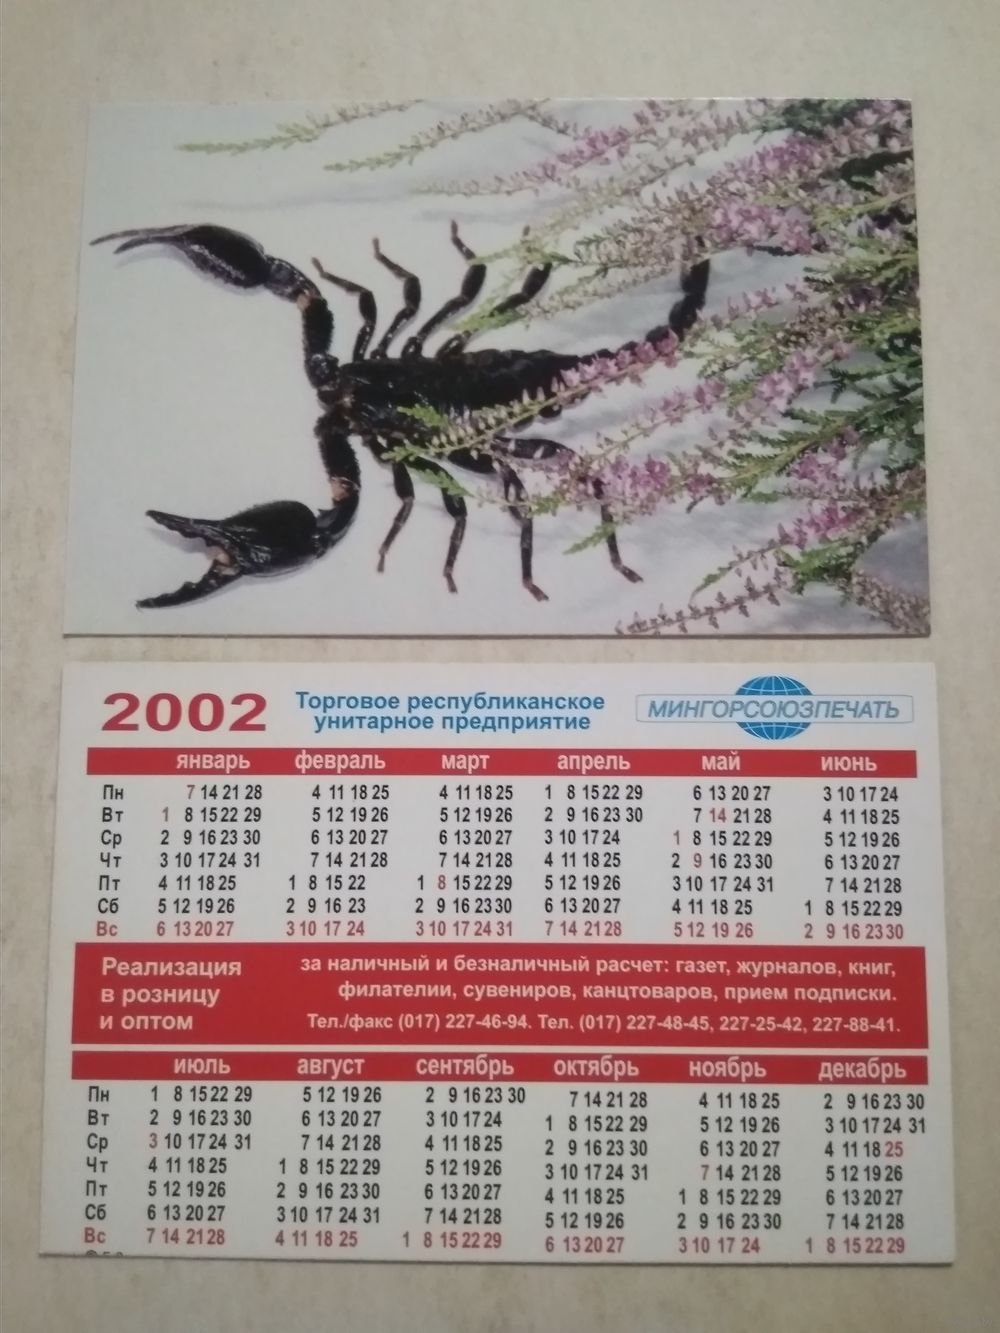 2002
Торговое республиканское
унитарное предприятие
МИНГОРСОЮЗПЕЧАТЬ
январь февраль март апрель май июнь
Пн 7 14 21 28 4 11 18 25 4 11 18 25 1 8 15 22 29 6 13 20 27 3 10 17 24
Вт 1 8 15 22 29 5 12 19 26 5 12 19 26 2 9 16 23 30 7 14 21 28 4 11 18 25
Ср 2 9 16 23 30 6 13 20 27 6 13 20 27 3 10 17 24 1 8 15 22 29 5 12 19 26
Чт 3 10 17 24 31 7 14 21 28 7 14 21 28 4 11 18 25 2 9 16 23 30 6 13 20 27
Пт 4 11 18 25 1 8 15 22 1 8 15 22 29 5 12 19 26 3 10 17 24 31 7 14 21 28
Сб 5 12 19 26 2 9 16 23 2 9 16 23 30 6 13 20 27 4 11 18 25 1 8 15 22 29
Вс 6 13 20 27 3 10 17 24 3 10 17 24 31 7 14 21 28 5 12 19 26 2 9 16 23 30
Реализация
в розницу
и оптом
за наличный и безналичный расчет: газет, журналов, книг,
филателии, сувениров, канцтоваров, прием подписки.
Тел./факс (017) 227-46-94. Тел. (017) 227-48-45, 227-25-42, 227-88-41.
июль август сентябрь октябрь ноябрь декабрь
Пн 1 8 15 22 29 5 12 19 26 2 9 16 23 30 7 14 21 28 4 11 18 25 2 9 16 23 30
Вт 2 9 16 23 30 6 13 20 27 3 10 17 24 1 8 15 22 29 5 12 19 26 3 10 17 24 31
Ср 3 10 17 24 31 7 14 21 28 4 11 18 25 2 9 16 23 30 6 13 20 27 4 11 18 25
Чт 4 11 18 25 1 8 15 22 29 5 12 19 26 3 10 17 24 31 7 14 21 28 5 12 19 26
Пт 5 12 19 26 2 9 16 23 30 6 13 20 27 4 11 18 25 1 8 15 22 29 6 13 20 27
Сб 6 13 20 27 3 10 17 24 31 7 14 21 28 5 12 19 26 2 9 16 23 30 7 14 21 28
Вс 7 14 21 28 4 11 18 25 1 8 15 22 29 6 13 20 27 3 10 17 24 1 8 15 22 29